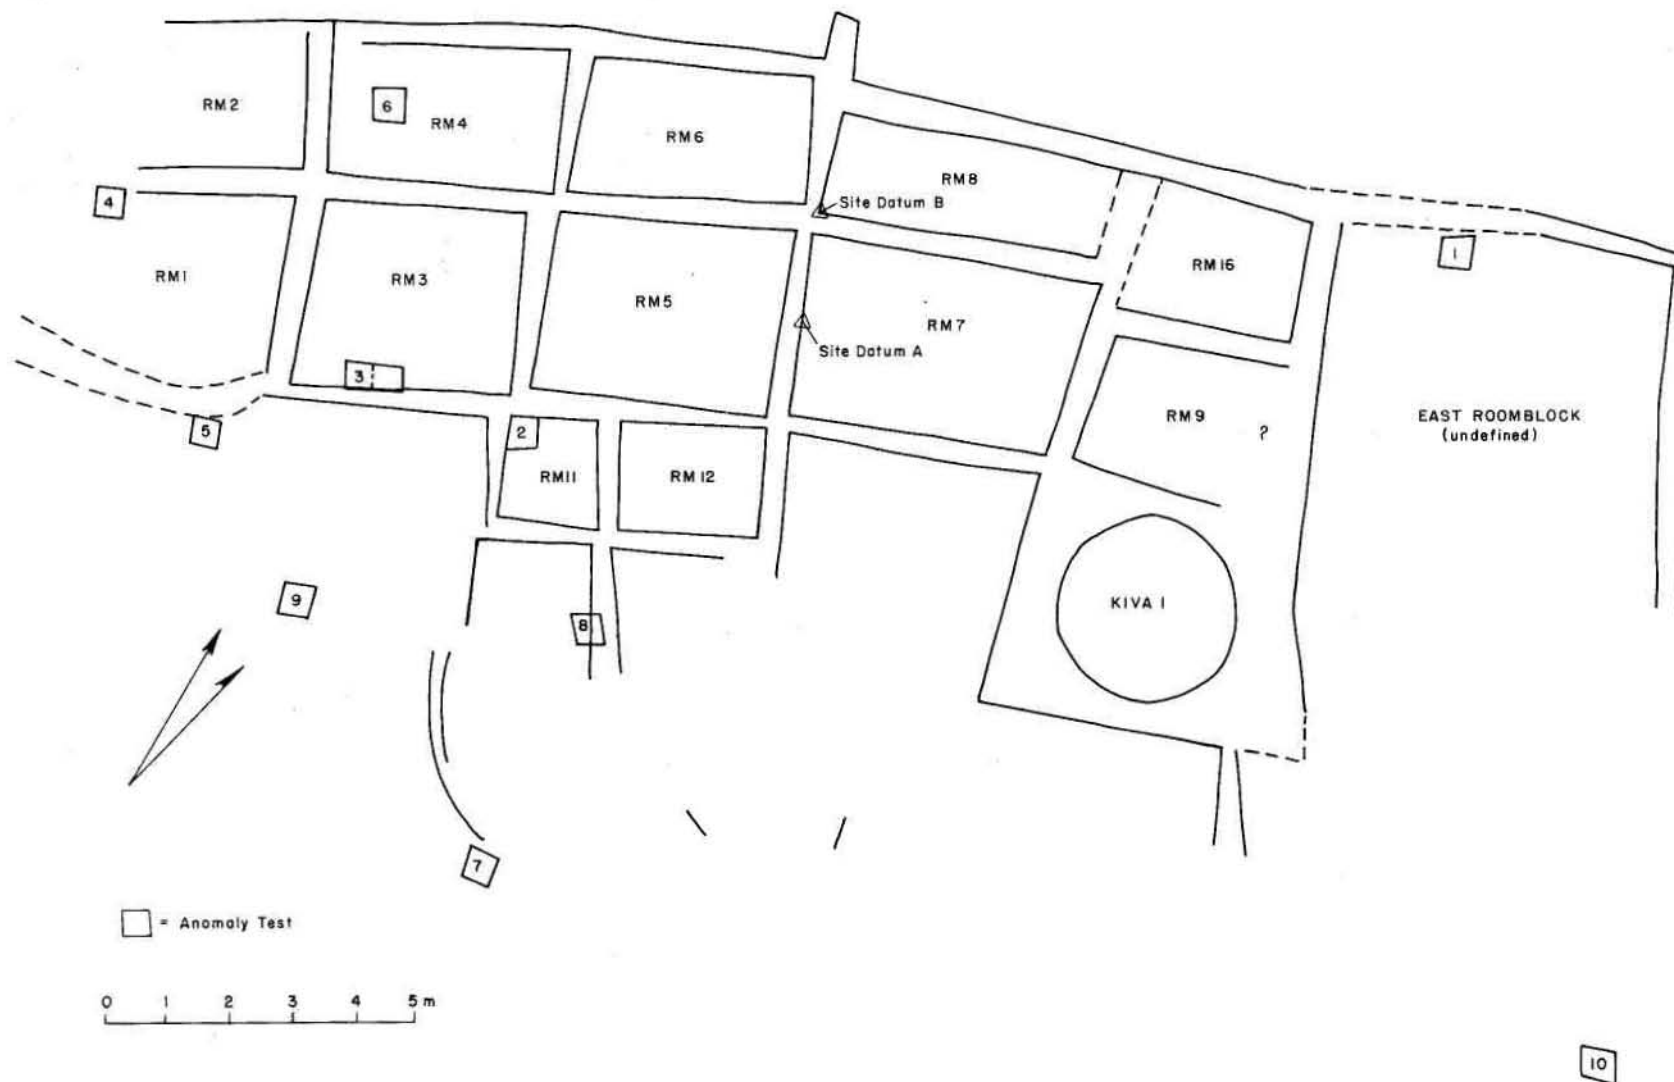 RM2
6
RM4
RM6
RM8
4
Site Datum B
1
RM16
RM1
RM3
RM5
RM7
Site Datum A
3
5
2
RM9
?
EAST ROOMBLOCK
(undefined)
RM11
RM12
9
8
KIVA 1
7
= Anomaly Test
0 1 2 3 4 5 m
10